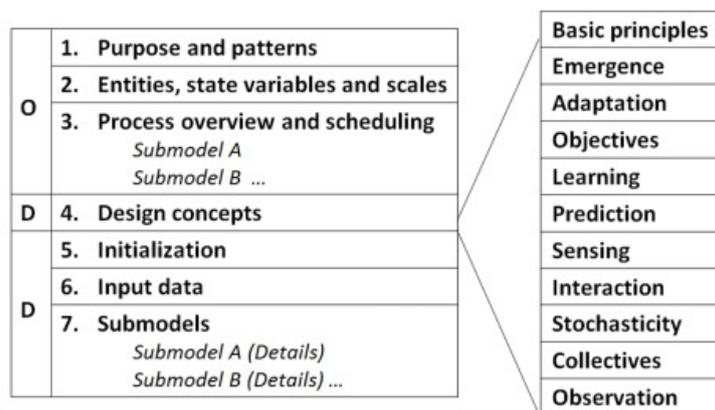 O
1. Purpose and patterns
2. Entities, state variables and scales
3. Process overview and scheduling
Submodel A
Submodel B ...
D
4. Design concepts
D
5. Initialization
6. Input data
7. Submodels
Submodel A (Details)
Submodel B (Details) ...
Basic principles
Emergence
Adaptation
Objectives
Learning
Prediction
Sensing
Interaction
Stochasticity
Collectives
Observation